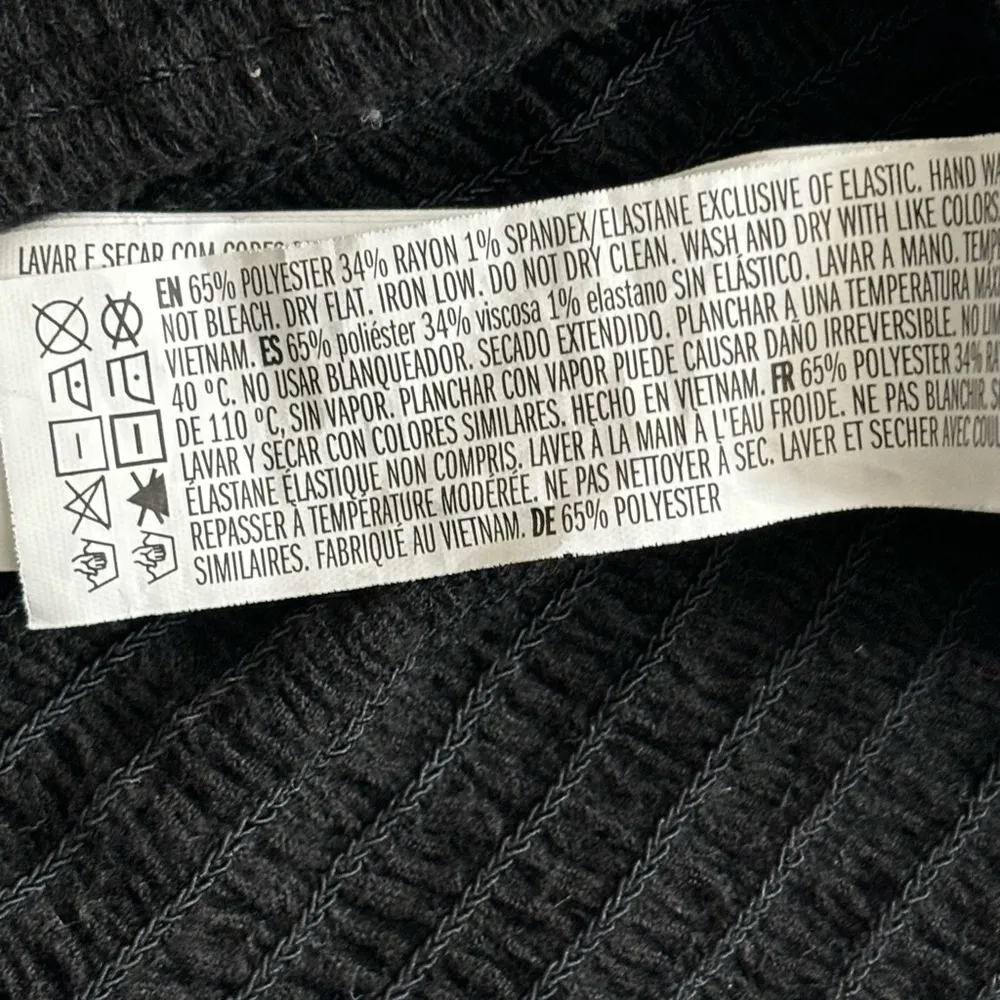 LAVAR E SECAR COM CORES
EN 65% POLYESTER 34% RAYON 1% SPANDEX/ELASTANE EXCLUSIVE OF ELASTIC. HAND
NOT BLEACH. DRY FLAT. IRON LOW. DO NOT DRY CLEAN. WASH AND DRY WITH LIKE COLORS
VIETNAM. ES 65% poliéster 34% viscosa 1% elastano SIN ELÁSTICO. LAVAR A MANO.
40 ºC. NO USAR BLANQUEADOR. SECADO EXTENDIDO. PLANCHAR A UNA TEMPERATURA
DE 110 ºC, SIN VAPOR. PLANCHAR CON VAPOR PUEDE CAUSAR DAÑO IRREVERSIBLE. NO
LAVAR Y SECAR CON COLORES SIMILARES. HECHO EN VIETNAM. FR 65% POLYESTER 34%
ÉLASTANE ÉLASTIQUE NON COMPRIS. LAVER À LA MAIN À L'EAU FROIDE. NE PAS BLANCHIR.
REPASSER À TEMPÉRATURE MODÉRÉE. NE PAS NETTOYER À SEC. LAVER ET SECHER AVEC
SIMILAIRES. FABRIQUÉ AU VIETNAM. DE 65% POLYESTER